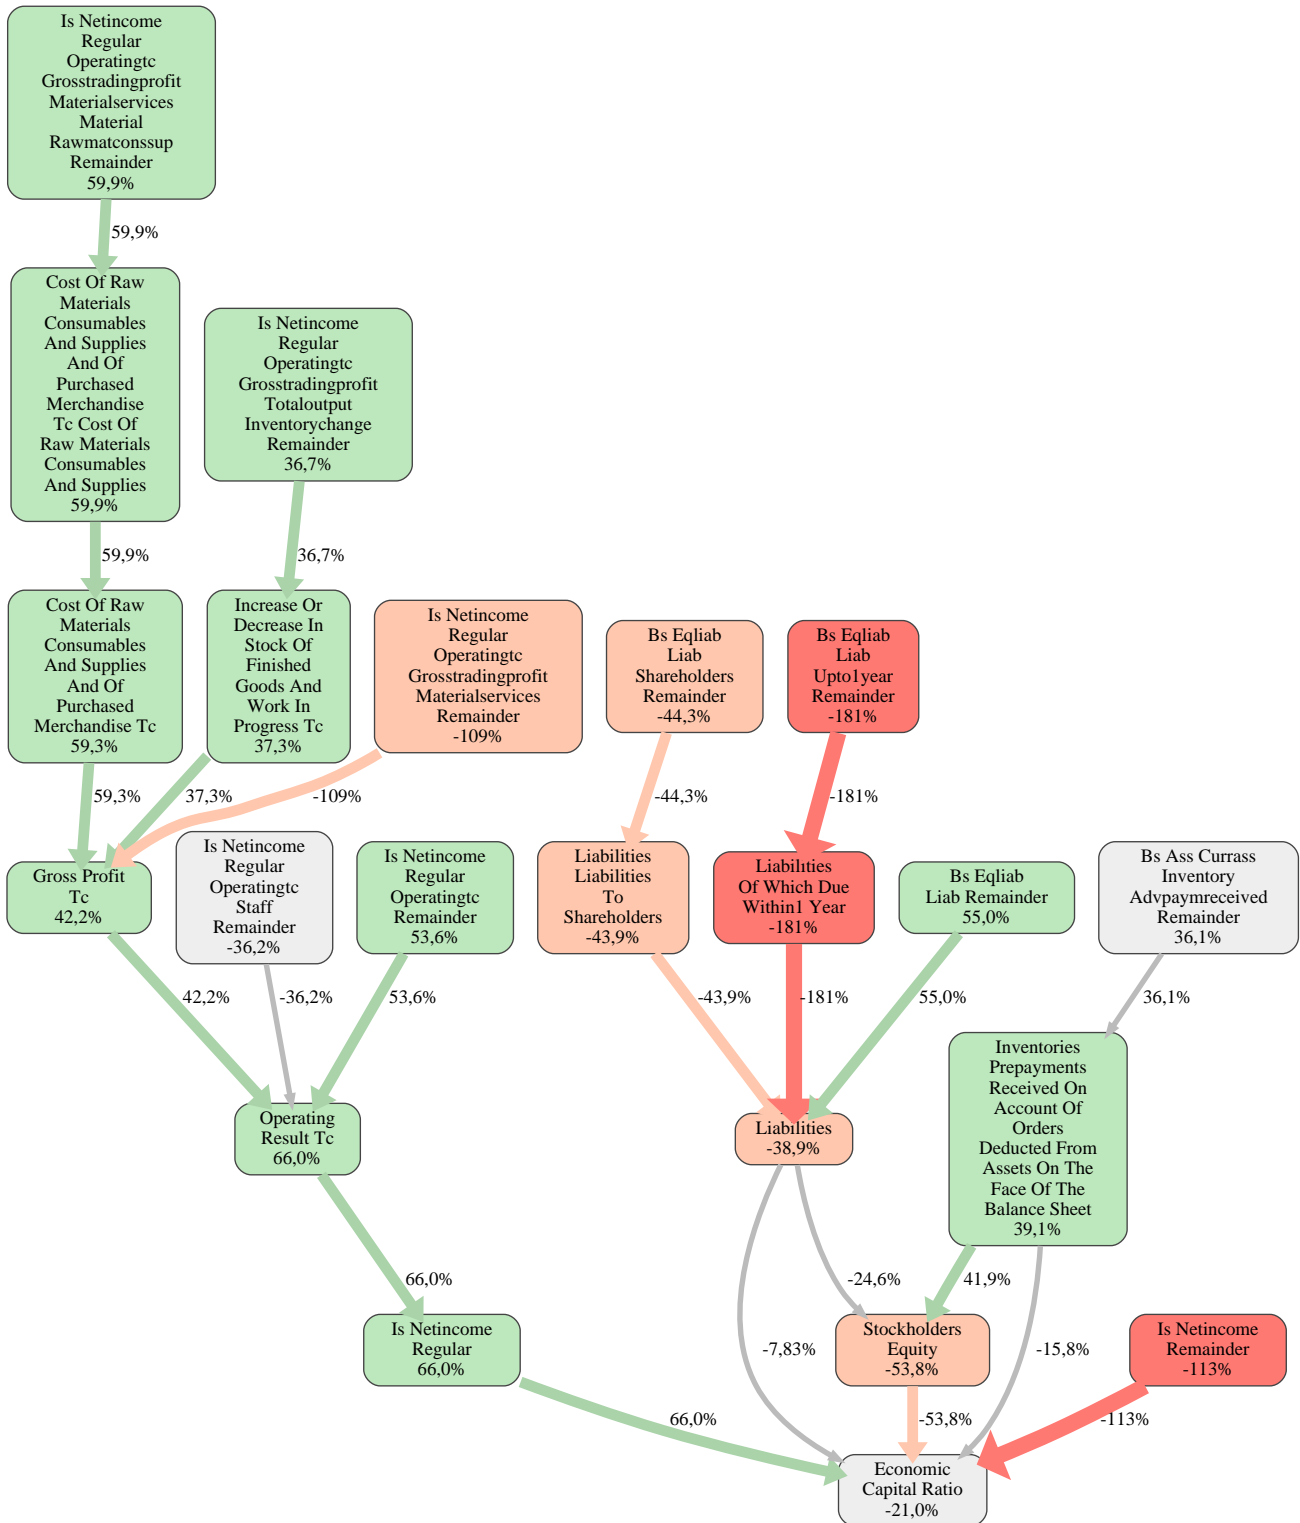 Is Netincome
Regular
Operatingtc
Grosstradingprofit
Materialservices
Material
Rawmatconssup
Remainder
59,9%
59,9%
Cost Of Raw
Materials
Consumables
And Supplies
And Of
Purchased
Merchandise
Tc Cost Of
Raw Materials
Consumables
And Supplies
59,9%
Is Netincome
Regular
Operatingtc
Grosstradingprofit
Totaloutput
Inventorychange
Remainder
36,7%
59,9%
36,7%
Cost Of Raw
Materials
Consumables
And Supplies
And Of
Purchased
Merchandise Tc
59,3%
Increase Or
Decrease In
Stock Of
Finished
Goods And
Work In
Progress Tc
37,3%
Is Netincome
Regular
Operatingtc
Grosstradingprofit
Materialservices
Remainder
-109%
Bs Eqliab
Liab
Shareholders
Remainder
-44,3%
Bs Eqliab
Liab
Upto1year
Remainder
-181%
59,3%
37,3%
-109%
-44,3%
-181%
Gross Profit
Tc
42,2%
Is Netincome
Regular
Operatingtc
Staff
Remainder
-36,2%
Is Netincome
Regular
Operatingtc
Remainder
53,6%
Liabilities
Liabilities
To
Shareholders
-43,9%
Liabilities
Of Which Due
Within1 Year
-181%
Bs Eqliab
Liab Remainder
55,0%
Bs Ass Currass
Inventory
Advpaymreceived
Remainder
36,1%
42,2%
-36,2%
53,6%
-43,9%
-181%
55,0%
36,1%
Operating
Result Tc
66,0%
Liabilities
-38,9%
Inventories
Prepayments
Received On
Account Of
Orders
Deducted From
Assets On The
Face Of The
Balance Sheet
39,1%
66,0%
-24,6%
41,9%
Is Netincome
Regular
66,0%
-7,83%
Stockholders
Equity
-53,8%
-15,8%
Is Netincome
Remainder
-113%
66,0%
-53,8%
-113%
Economic
Capital Ratio
-21,0%